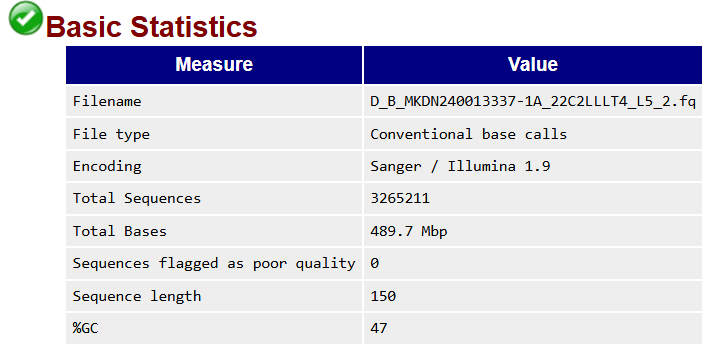 Basic Statistics
Measure Value
Filename D_B_MKDN240013337-1A_22C2LLLT4_L5_2.fq
File type Conventional base calls
Encoding Sanger / Illumina 1.9
Total Sequences 3265211
Total Bases 489.7 Mbp
Sequences flagged as poor quality 0
Sequence length 150
%GC 47